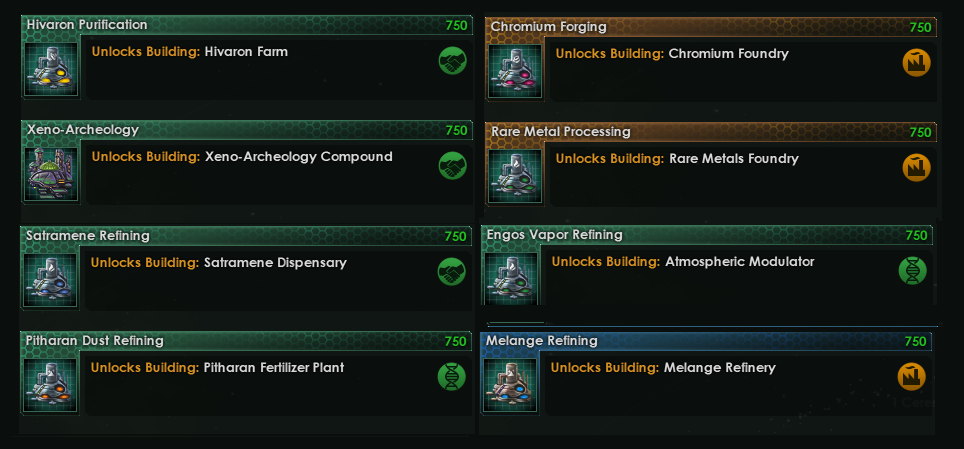 Hivaron Purification 750
Unlocks Building: Hivaron Farm
Xeno-Archeology 750
Unlocks Building: Xeno-Archeology Compound
Satramene Refining 750
Unlocks Building: Satramene Dispensary
Pitharan Dust Refining 750
Unlocks Building: Pitharan Fertilizer Plant
Chromium Forging 750
Unlocks Building: Chromium Foundry
Rare Metal Processing 750
Unlocks Building: Rare Metals Foundry
Engos Vapor Refining 750
Unlocks Building: Atmospheric Modulator
Melange Refining 750
Unlocks Building: Melange Refinery